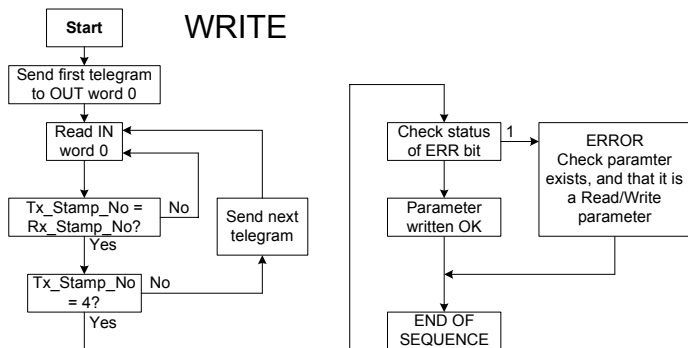 WRITE
Start
Send first telegram
to OUT word 0
Read IN
word 0
Tx_Stamp_No =
Rx_Stamp_No?
No
Yes
Send next
telegram
Tx_Stamp_No
= 4?
No
Yes
Check status
of ERR bit
1
ERROR
Check paramter
exists, and that it is
a Read/Write
parameter
Parameter
written OK
END OF
SEQUENCE